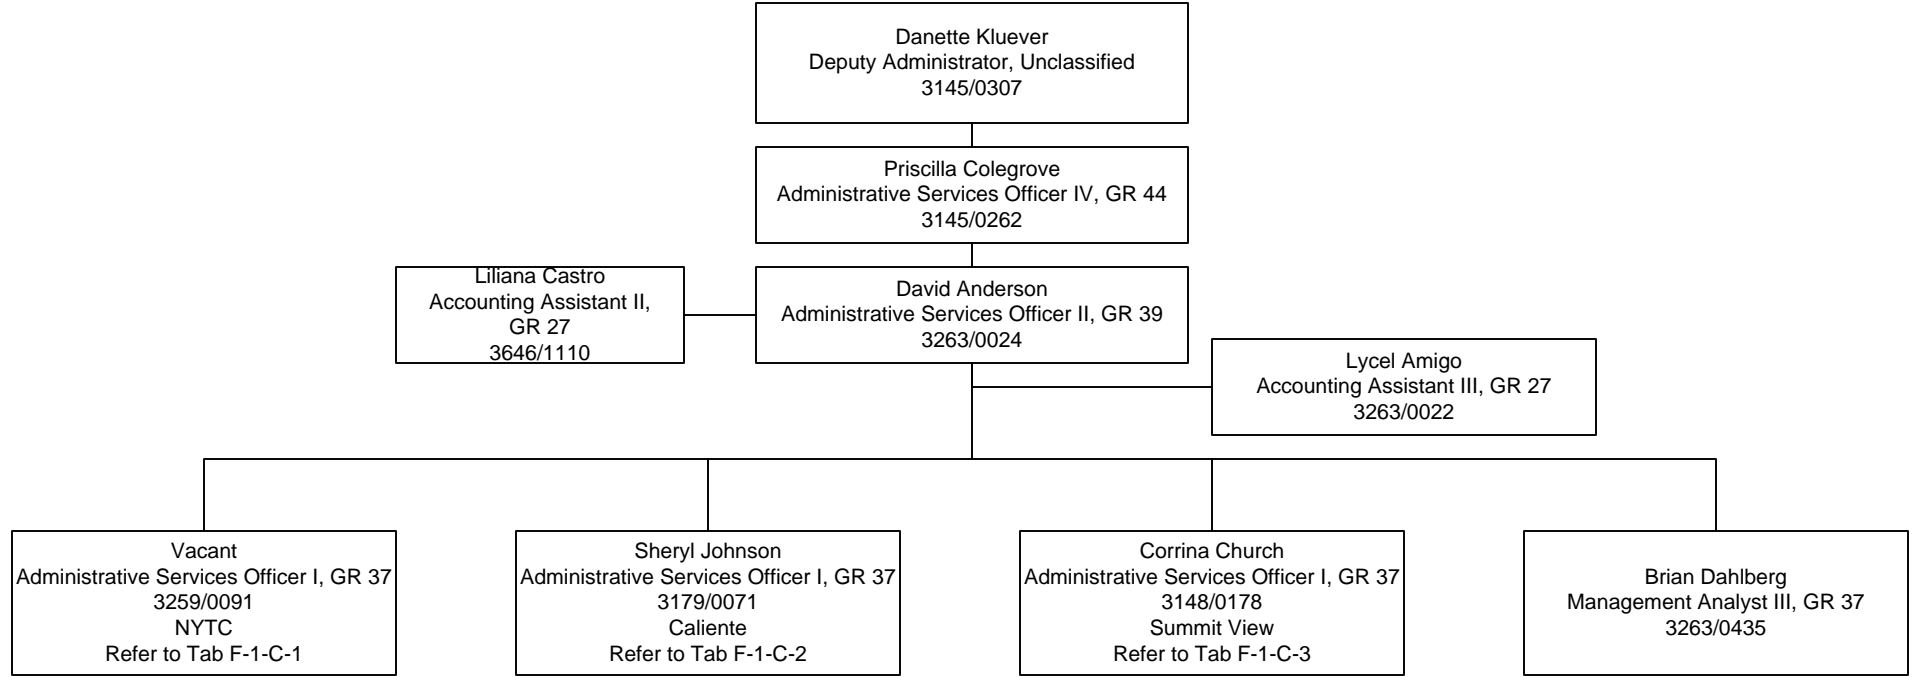 Danette Kluever
Deputy Administrator, Unclassified
3145/0307
Priscilla Colegrove
Administrative Services Officer IV, GR 44
3145/0262
Liliana Castro
Accounting Assistant II,
GR 27
3646/1110
David Anderson
Administrative Services Officer II, GR 39
3263/0024
Lycel Amigo
Accounting Assistant III, GR 27
3263/0022
Vacant
Administrative Services Officer I, GR 37
3259/0091
NYTC
Refer to Tab F-1-C-1
Sheryl Johnson
Administrative Services Officer I, GR 37
3179/0071
Caliente
Refer to Tab F-1-C-2
Corrina Church
Administrative Services Officer I, GR 37
3148/0178
Summit View
Refer to Tab F-1-C-3
Brian Dahlberg
Management Analyst III, GR 37
3263/0435